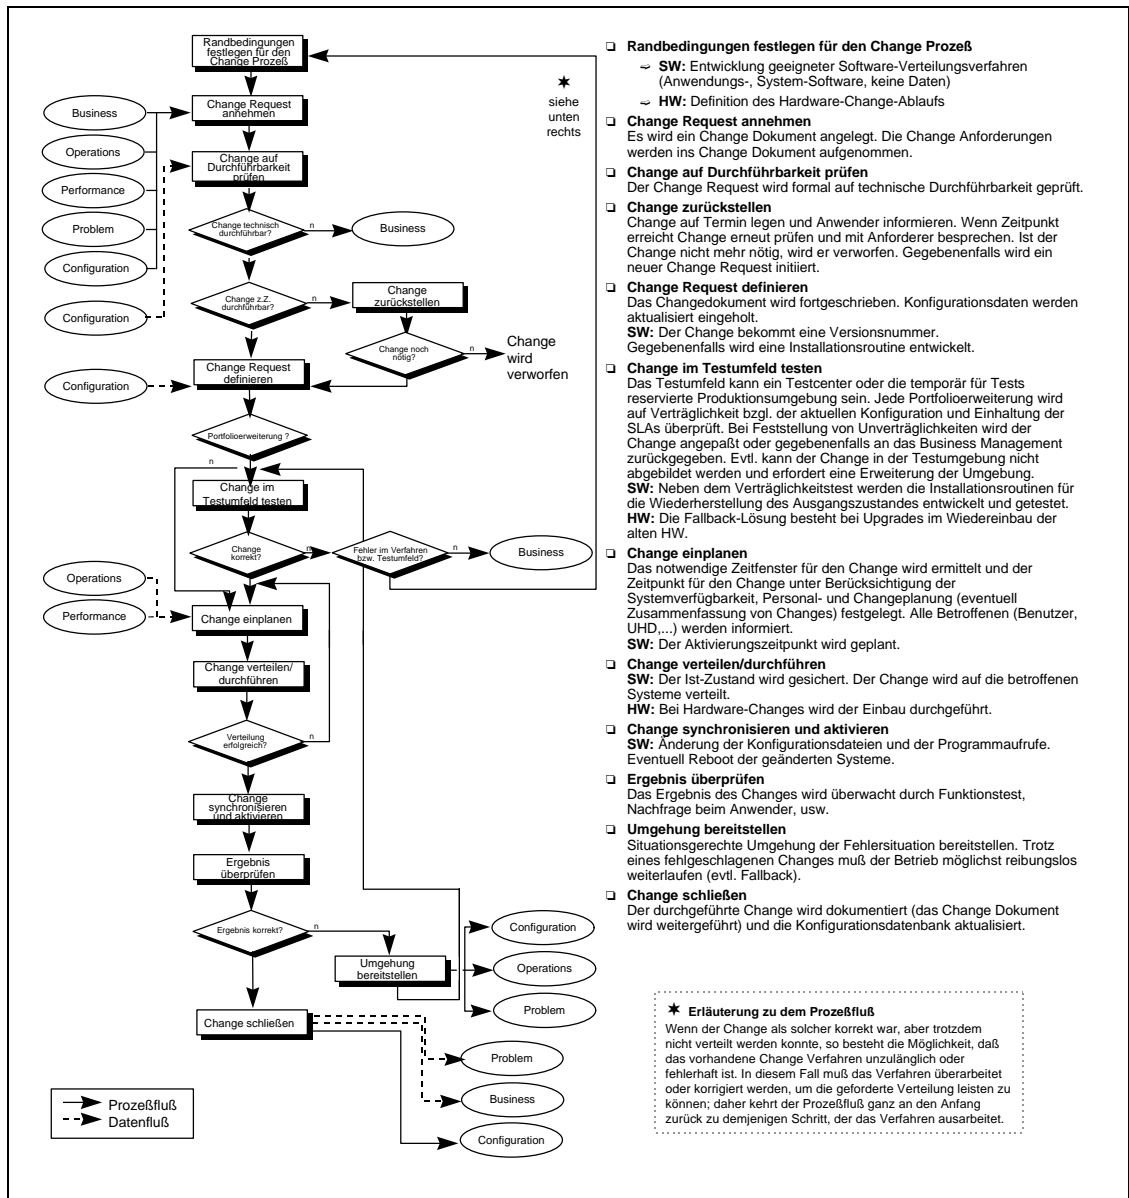 Randbedingungen
festlegen für den
Change Prozeß
✶
siehe
unten
rechts
Business
Change Request
annehmen
Operations
Change auf
Durchführbarkeit
prüfen
Performance
Problem
Change technisch
durchführbar?
n
Business
Configuration
Configuration
Change z.Z.
durchführbar?
n
Change
zurückstellen
Change noch
nötig?
n
Change
wird
verworfen
Configuration
Change Request
definieren
Portfolioerweiterung ?
n
Change im
Testumfeld testen
Change
korrekt?
n
Fehler im Verfahren
bzw. Testumfeld?
n
Business
Operations
Performance
Change einplanen
Change verteilen/
durchführen
Verteilung
erfolgreich?
n
Change
synchronisieren
und aktivieren
Ergebnis
überprüfen
Ergebnis korrekt?
n
Umgehung
bereitstellen
Configuration
Operations
Problem
Change schließen
Problem
Business
Configuration
Prozeßfluß
Datenfluß
❏ Randbedingungen festlegen für den Change Prozeß
⇨ SW: Entwicklung geeigneter Software-Verteilungsverfahren
(Anwendungs-, System-Software, keine Daten)
⇨ HW: Definition des Hardware-Change-Ablaufs
❏ Change Request annehmen
Es wird ein Change Dokument angelegt. Die Change Anforderungen
werden ins Change Dokument aufgenommen.
❏ Change auf Durchführbarkeit prüfen
Der Change Request wird formal auf technische Durchführbarkeit geprüft.
❏ Change zurückstellen
Change auf Termin legen und Anwender informieren. Wenn Zeitpunkt
erreicht Change erneut prüfen und mit Anforderer besprechen. Ist der
Change nicht mehr nötig, wird er verworfen. Gegebenenfalls wird ein
neuer Change Request initiiert.
❏ Change Request definieren
Das Changedokument wird fortgeschrieben. Konfigurationsdaten werden
aktualisiert eingeholt.
SW: Der Change bekommt eine Versionsnummer.
Gegebenenfalls wird eine Installationsroutine entwickelt.
❏ Change im Testumfeld testen
Das Testumfeld kann ein Testcenter oder die temporär für Tests
reservierte Produktionsumgebung sein. Jede Portfolioerweiterung wird
auf Verträglichkeit bzgl. der aktuellen Konfiguration und Einhaltung der
SLAs überprüft. Bei Feststellung von Unverträglichkeiten wird der
Change angepaßt oder gegebenenfalls an das Business Management
zurückgegeben. Evtl. kann der Change in der Testumgebung nicht
abgebildet werden und erfordert eine Erweiterung der Umgebung.
SW: Neben dem Verträglichkeitstest werden die Installationsroutinen für
die Wiederherstellung des Ausgangszustandes entwickelt und getestet.
HW: Die Fallback-Lösung besteht bei Upgrades im Wiedereinbau der
alten HW.
❏ Change einplanen
Das notwendige Zeitfenster für den Change wird ermittelt und der
Zeitpunkt für den Change unter Berücksichtigung der
Systemverfügbarkeit, Personal- und Changeplanung (eventuell
Zusammenfassung von Changes) festgelegt. Alle Betroffenen (Benutzer,
UHD,...) werden informiert.
SW: Der Aktivierungszeitpunkt wird geplant.
❏ Change verteilen/durchführen
SW: Der Ist-Zustand wird gesichert. Der Change wird auf die betroffenen
Systeme verteilt.
HW: Bei Hardware-Changes wird der Einbau durchgeführt.
❏ Change synchronisieren und aktivieren
SW: Änderung der Konfigurationsdateien und der Programmaufrufe.
Eventuell Reboot der geänderten Systeme.
❏ Ergebnis überprüfen
Das Ergebnis des Changes wird überwacht durch Funktionstest,
Nachfrage beim Anwender, usw.
❏ Umgehung bereitstellen
Situationsgerechte Umgehung der Fehlersituation bereitstellen. Trotz
eines fehlgeschlagenen Changes muß der Betrieb möglichst reibungslos
weiterlaufen (evtl. Fallback).
❏ Change schließen
Der durchgeführte Change wird dokumentiert (das Change Dokument
wird weitergeführt) und die Konfigurationsdatenbank aktualisiert.
✶ Erläuterung zu dem Prozeßfluß
Wenn der Change als solcher korrekt war, aber trotzdem
nicht verteilt werden konnte, so besteht die Möglichkeit, daß
das vorhandene Change Verfahren unzulänglich oder
fehlerhaft ist. In diesem Fall muß das Verfahren überarbeitet
oder korrigiert werden, um die geforderte Verteilung leisten zu
können; daher kehrt der Prozeßfluß ganz an den Anfang
zurück zu demjenigen Schritt, der das Verfahren ausarbeitet.